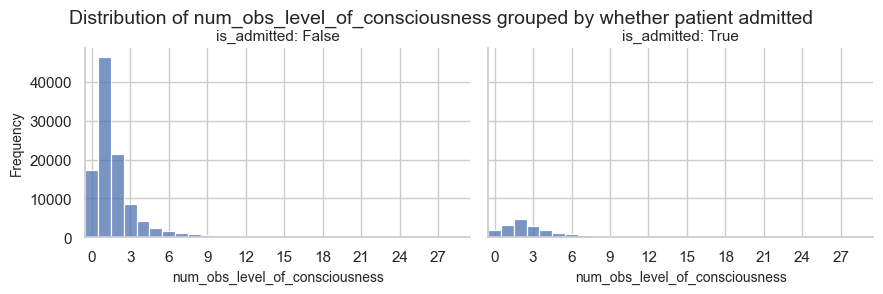 Distribution of num_obs_level_of_consciousness grouped by whether patient admitted
is_admitted: False
is_admitted: True
Frequency
40000
30000
20000
10000
0
0 3 6 9 12 15 18 21 24 27
0 3 6 9 12 15 18 21 24 27
num_obs_level_of_consciousness
num_obs_level_of_consciousness